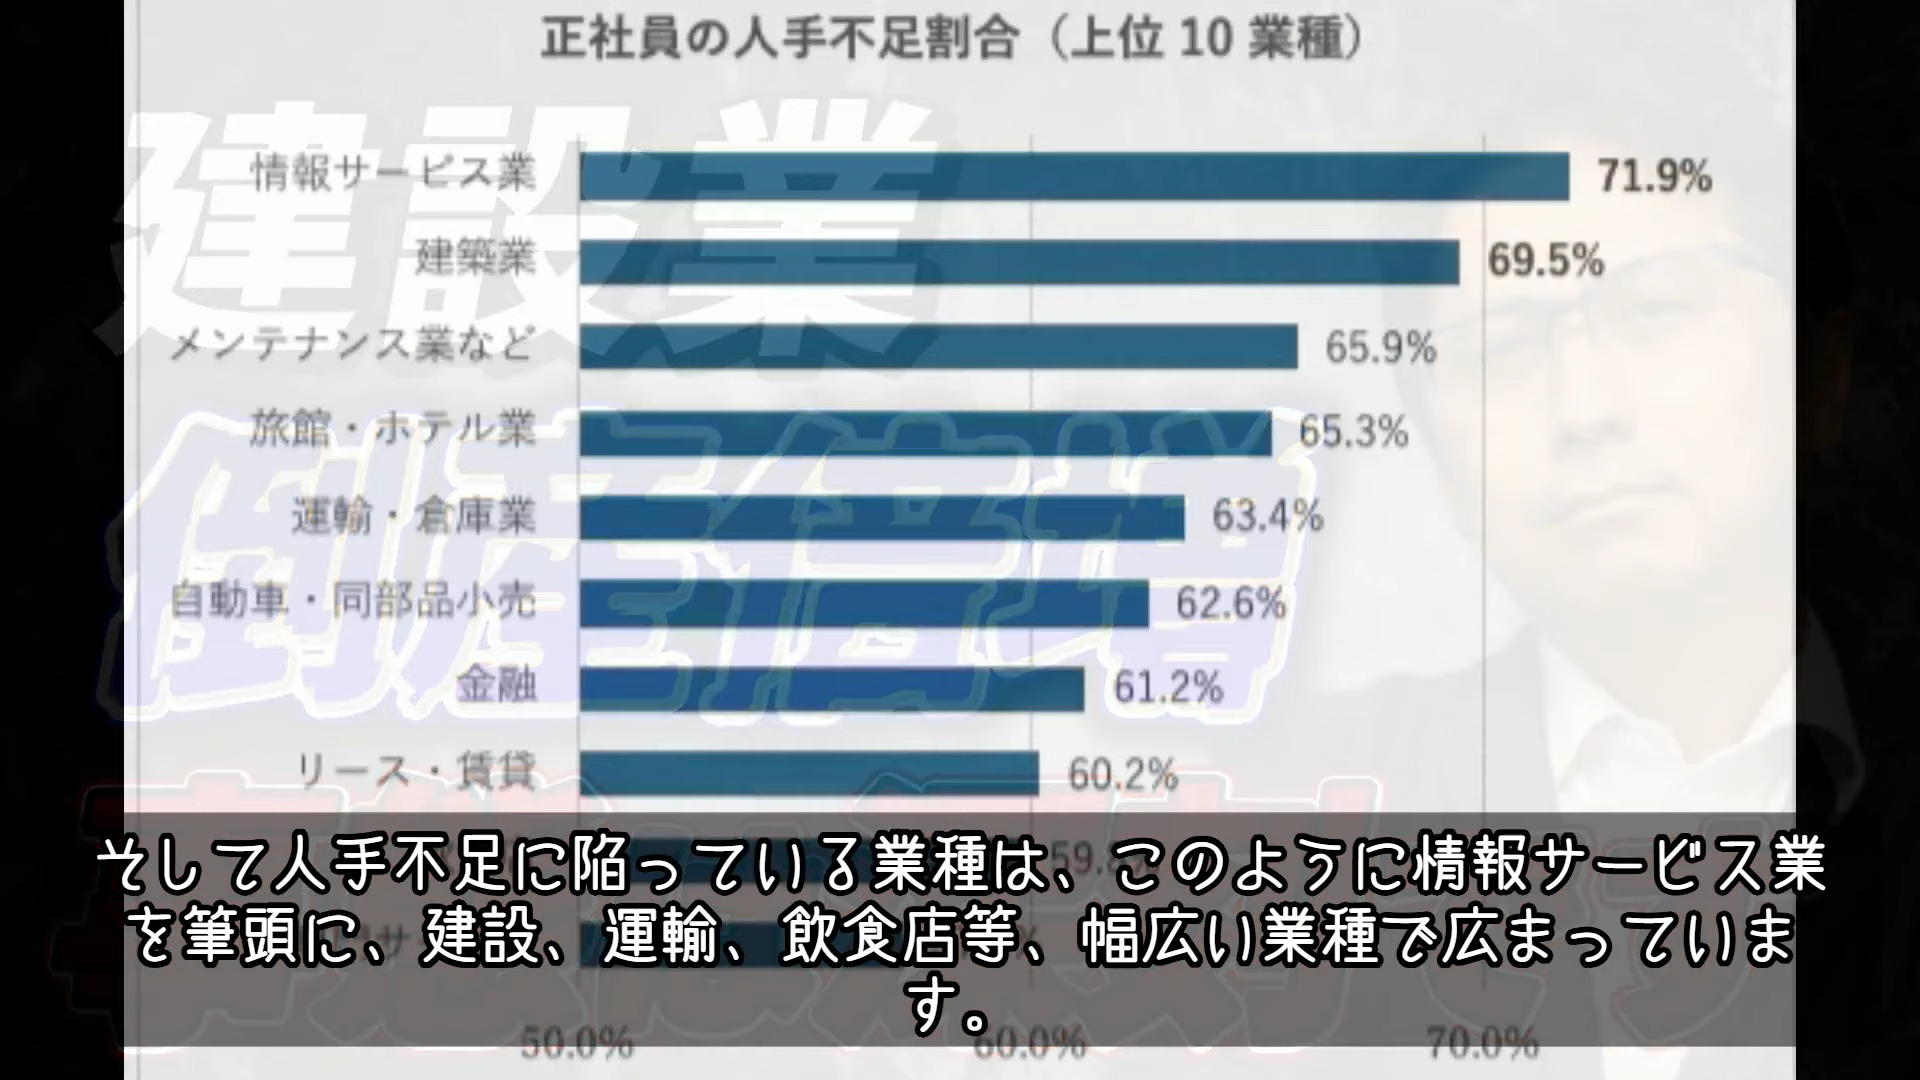 正社員の人手不足割合（上位 10 業種）
建設業
情報サービス業 71.9%
建築業 69.5%
メンテナンス業など 65.9%
旅館・ホテル業 65.3%
倒産倍増
運輸・倉庫業 63.4%
自動車・同部品小売 62.6%
金融 61.2%
リース・賃貸 60.2%
そして人手不足に陥っている業種は、このように情報サービス業
を筆頭に、建設、運輸、飲食店等、幅広い業種で広まっていま
す。
50.0% 60.0% 70.0%